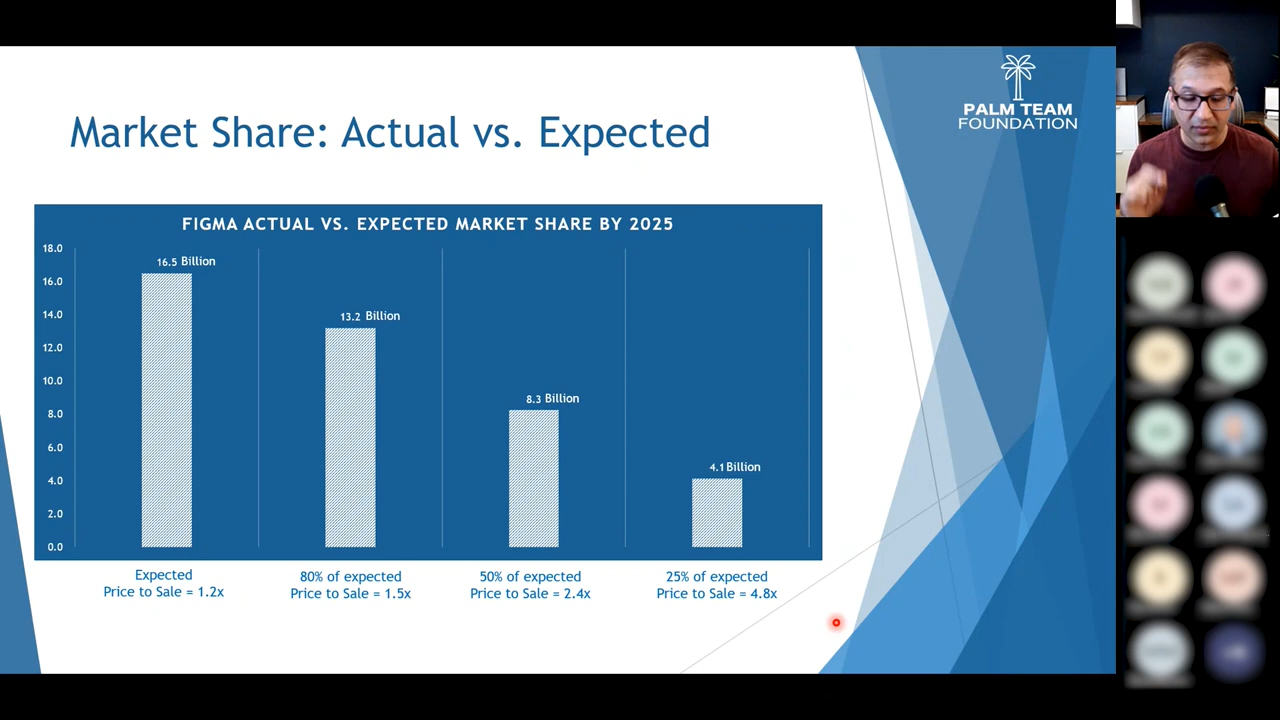 PALM TEAM
FOUNDATION
Market Share: Actual vs. Expected
FIGMA ACTUAL VS. EXPECTED MARKET SHARE BY 2025
18.0
16.0
14.0
12.0
10.0
8.0
6.0
4.0
2.0
0.0
16.5 Billion
13.2 Billion
8.3 Billion
4.1 Billion
Expected
Price to Sale = 1.2x
80% of expected
Price to Sale = 1.5x
50% of expected
Price to Sale = 2.4x
25% of expected
Price to Sale = 4.8x